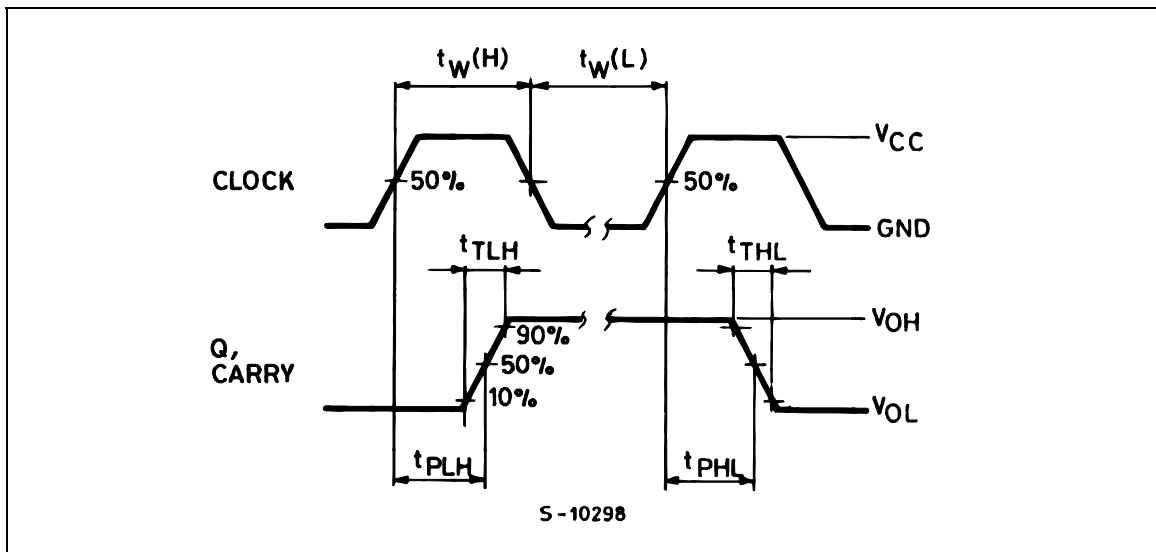 tW(H)
tW(L)
VCC
CLOCK
50%
50%
GND
tTLH
tTHL
VOH
90%
Q,
CARRY
50%
10%
VOL
tPLH
tPHL
S-10298